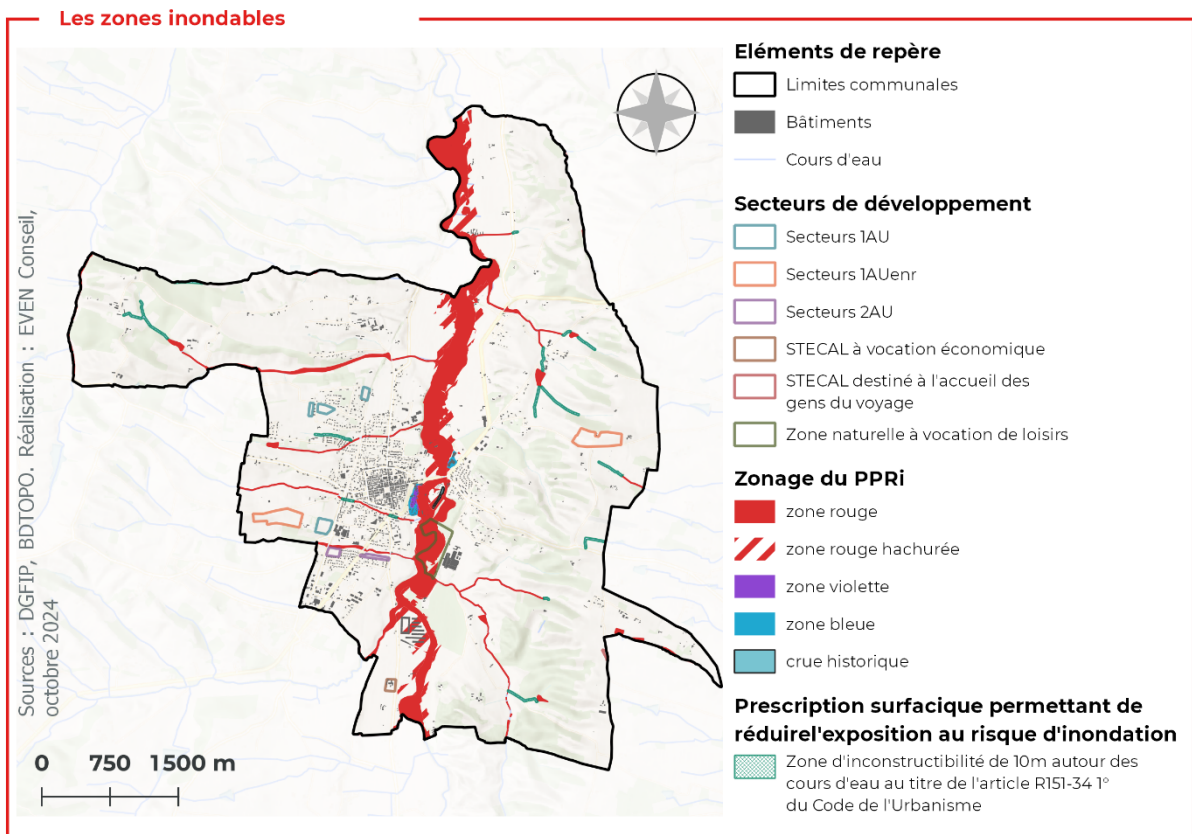 Les zones inondables
Sources : DGFIP, BDTOPO. Réalisation : EVEN Conseil,
octobre 2024
0 750 1 500 m
Eléments de repère
Limites communales
Bâtiments
Cours d'eau
Secteurs de développement
Secteurs 1AU
Secteurs 1AUenr
Secteurs 2AU
STECAL à vocation économique
STECAL destiné à l'accueil des
gens du voyage
Zone naturelle à vocation de loisirs
Zonage du PPRi
zone rouge
zone rouge hachurée
zone violette
zone bleue
crue historique
Prescription surfacique permettant de
réduirel'exposition au risque d'inondation
Zone d'inconstructibilité de 10m autour des
cours d'eau au titre de l'article R151-34 1°
du Code de l'Urbanisme